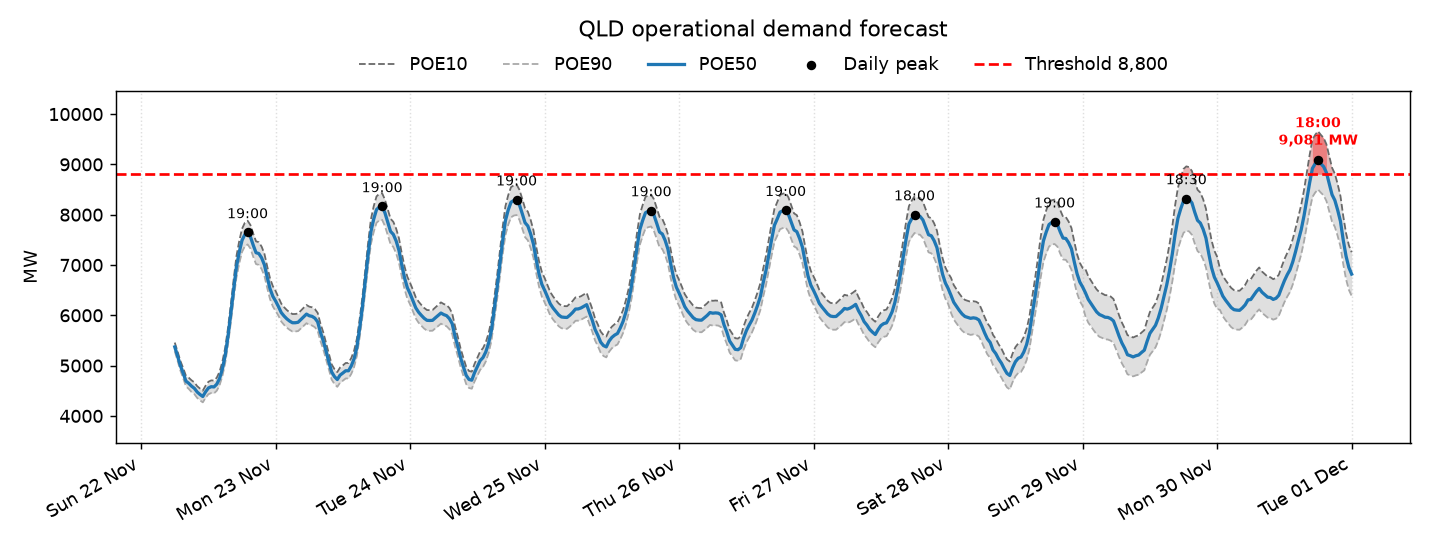 QLD operational demand forecast
POE10 POE90 POE50 Daily peak Threshold 8,800
MW
10000
9000
8000
7000
6000
5000
4000
19:00
19:00
19:00
19:00
19:00
18:00
19:00
18:30
18:00
9,081 MW
Sun 22 Nov
Mon 23 Nov
Tue 24 Nov
Wed 25 Nov
Thu 26 Nov
Fri 27 Nov
Sat 28 Nov
Sun 29 Nov
Mon 30 Nov
Tue 01 Dec